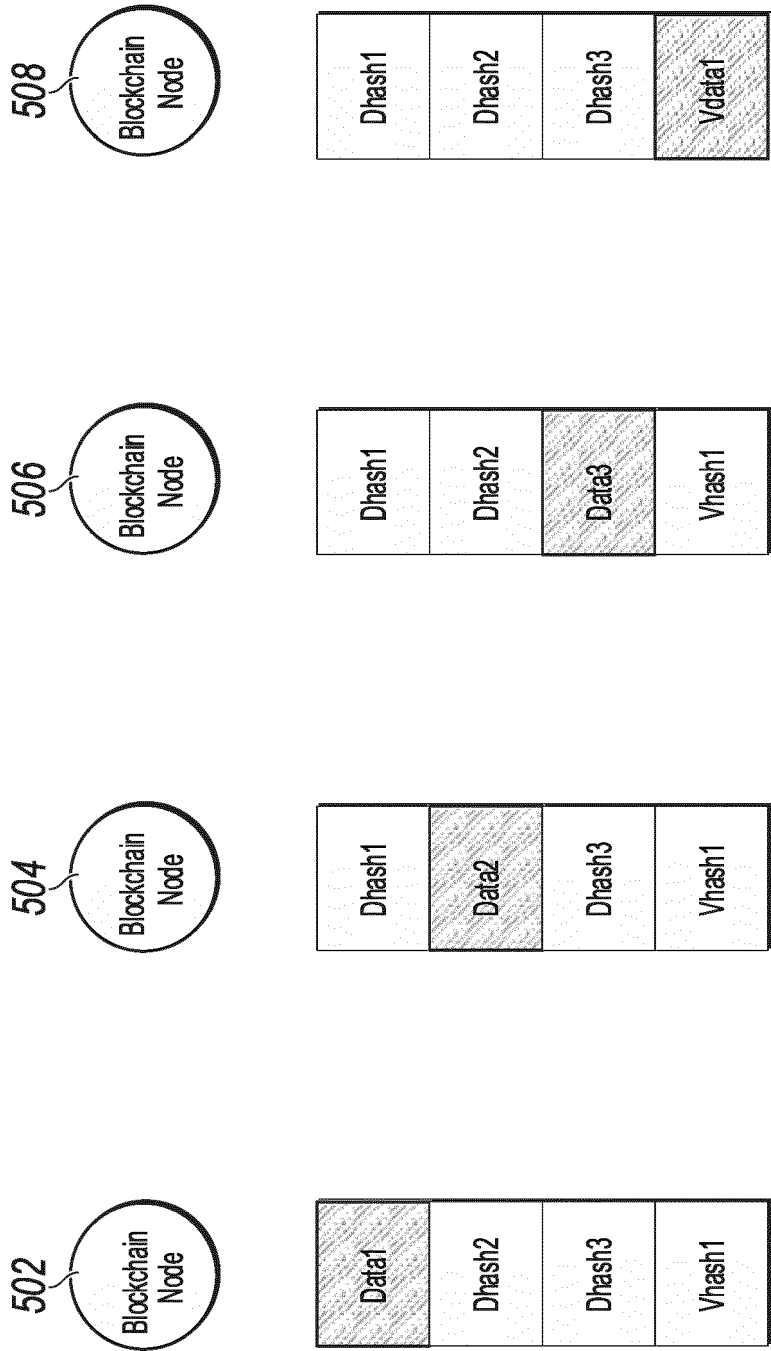 502
Blockchain
Node
Data1
Dhash2
Dhash3
Vhash1
504
Blockchain
Node
Dhash1
Data2
Dhash3
Vhash1
506
Blockchain
Node
Dhash1
Dhash2
Data3
Vhash1
508
Blockchain
Node
Dhash1
Dhash2
Dhash3
Vdata1